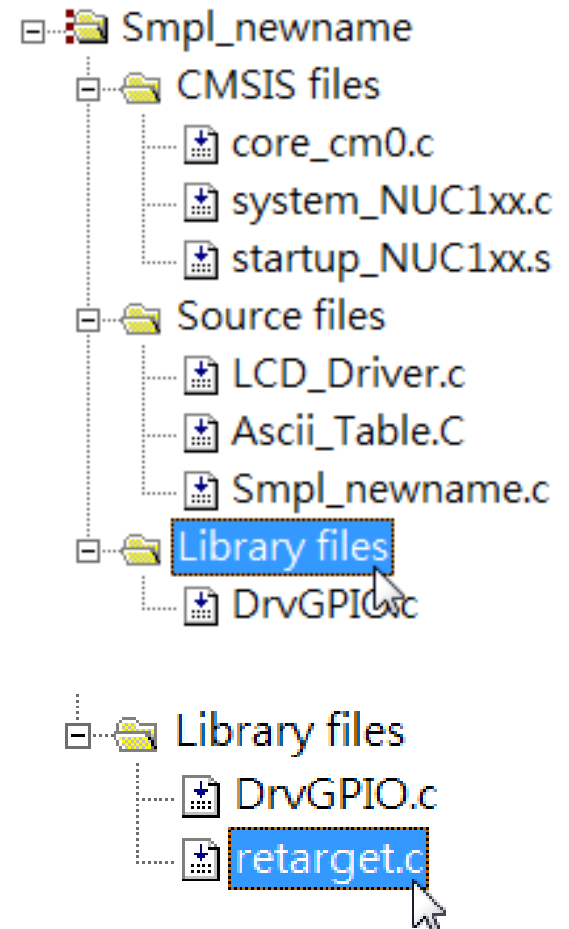 Smpl_newname
CMSIS files
core_cm0.c
system_NUC1xx.c
startup_NUC1xx.s
Source files
LCD_Driver.c
Ascii_Table.C
Smpl_newname.c
Library files
DrvGPIO.c
Library files
DrvGPIO.c
retarget.c